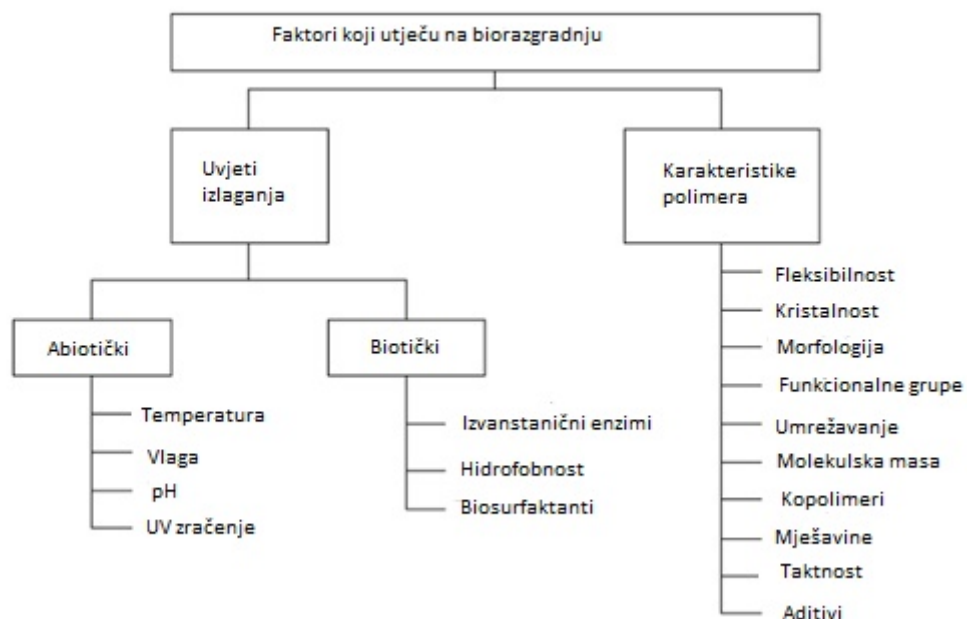 Faktori koji utječu na biorazgradnju
Uvjeti
izlaganja
Karakteristike
polimera
Abiotički
Biotički
Temperatura
Vlaga
pH
UV zračenje
Izvanstanični enzimi
Hidrofobnost
Biosurfaktanti
Fleksibilnost
Kristalnost
Morfologija
Funkcionalne grupe
Umrežavanje
Molekulska masa
Kopolimeri
Mješavine
Taktnost
Aditivi